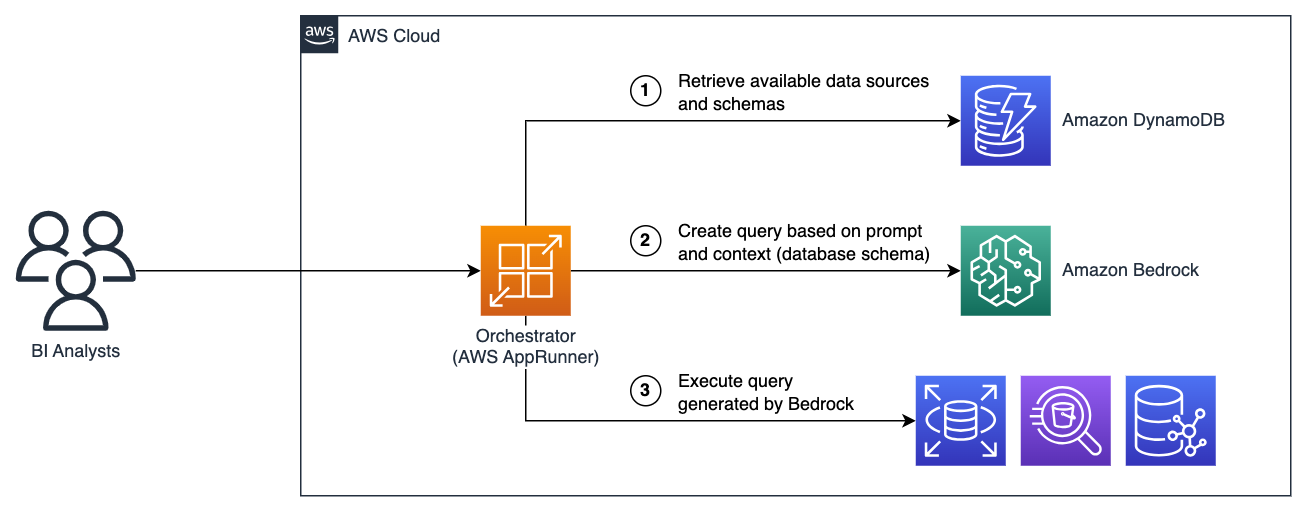 aws
AWS Cloud
1
Retrieve available data sources
and schemas
Amazon DynamoDB
2
Create query based on prompt
and context (database schema)
Amazon Bedrock
BI Analysts
Orchestrator
(AWS AppRunner)
3
Execute query
generated by Bedrock